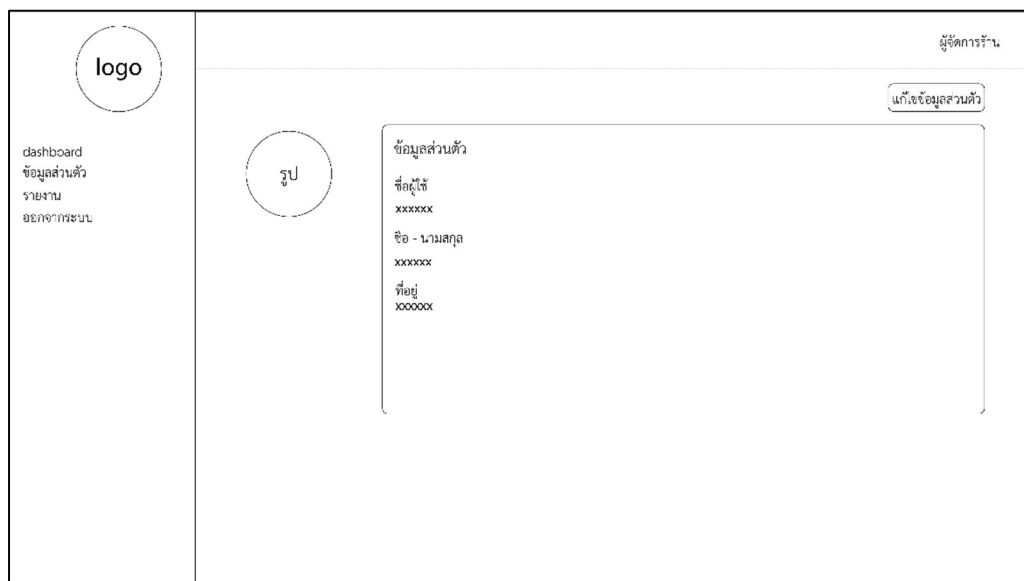 logo
ผู้จัดการร้าน
แก้ไขข้อมูลส่วนตัว
dashboard
ข้อมูลส่วนตัว
รายงาน
ออกจากระบบ
รูป
ข้อมูลส่วนตัว
ชื่อผู้ใช้
xxxxxx
ชื่อ - นามสกุล
xxxxxx
ที่อยู่
xxxxxx